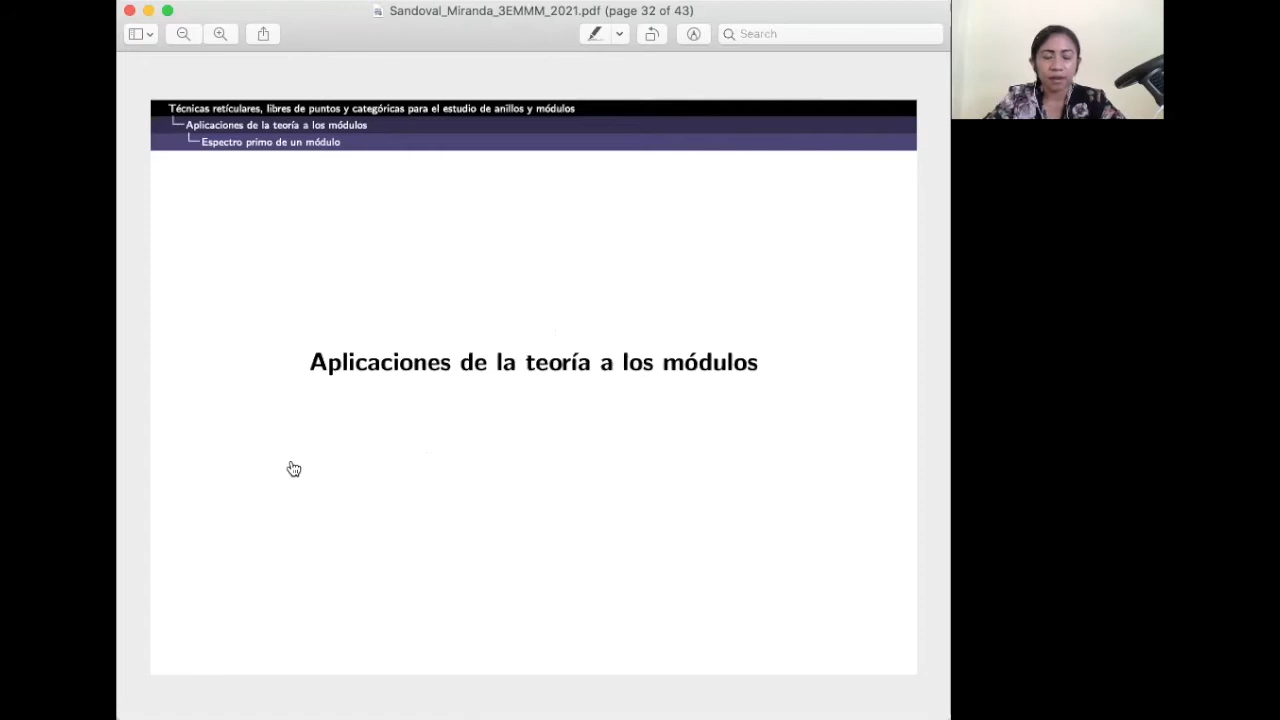 Sandoval_Miranda_3EMMM_2021.pdf (page 32 of 43)
Search
Técnicas retículares, libres de puntos y categóricas para el estudio de anillos y módulos
Aplicaciones de la teoría a los módulos
Espectro primo de un módulo
Aplicaciones de la teoría a los módulos